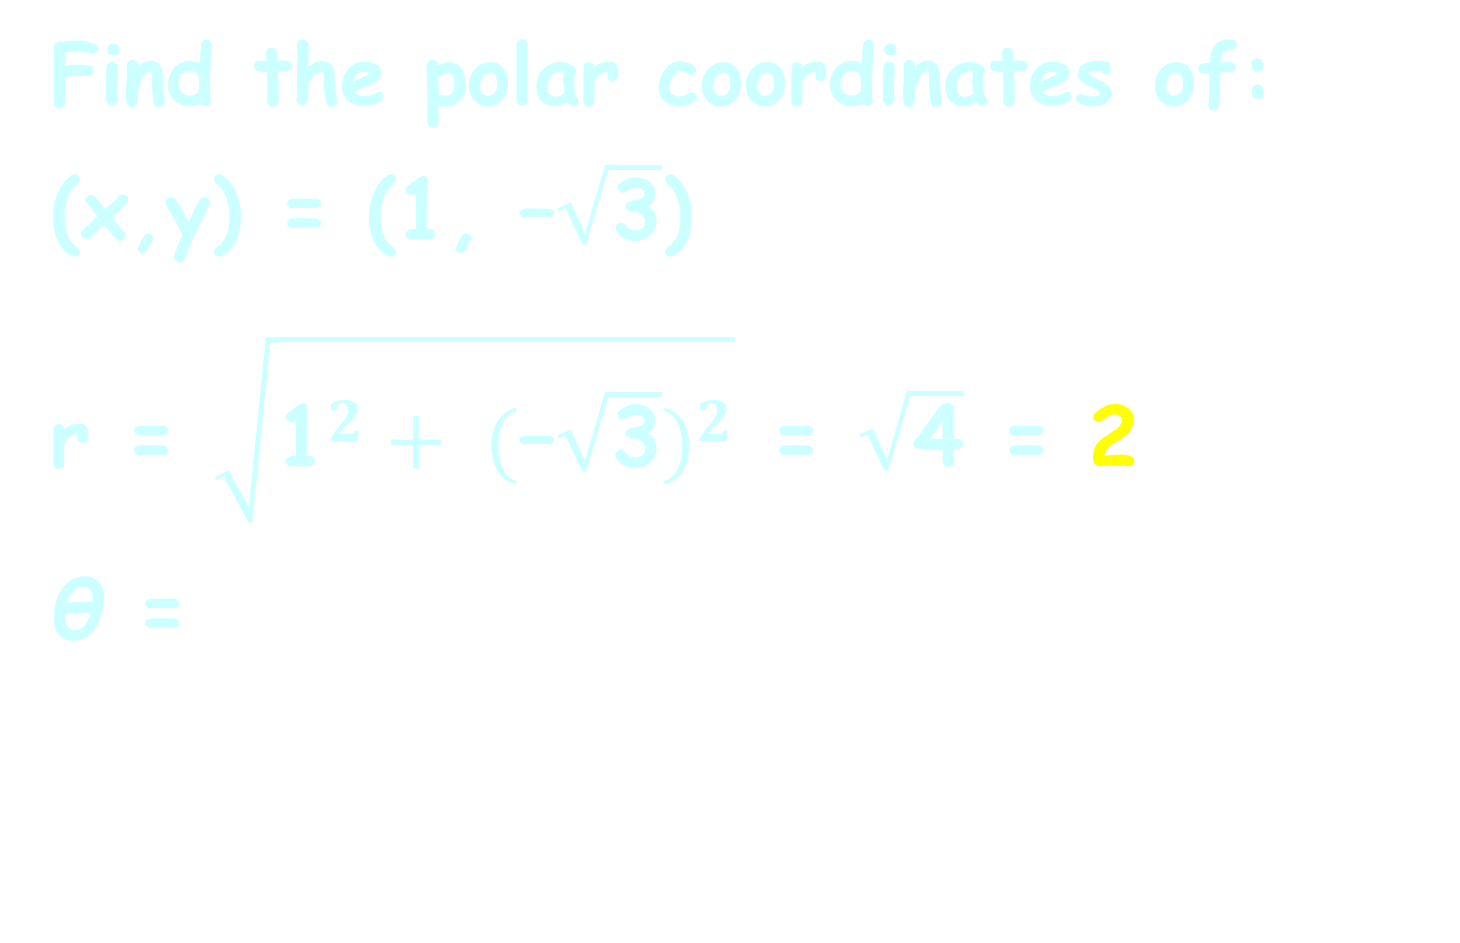 Find the polar coordinates of:
(x,y) = (1, -√3)
r = √(1² + (-√3)²) = √4 = 2
θ =